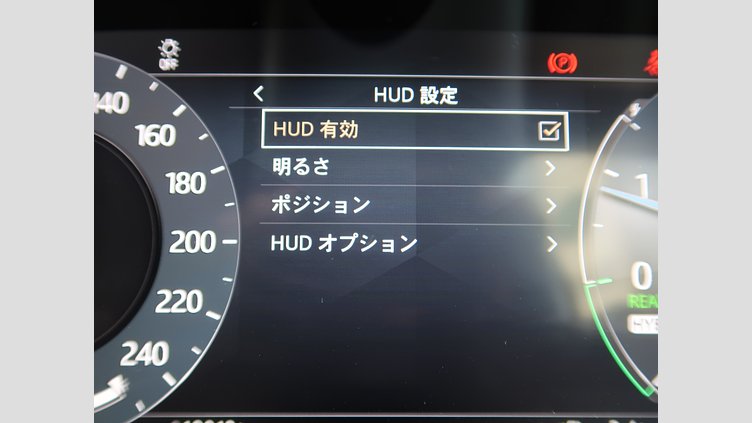 OFF
P
HUD 設定
HUD 有効
明るさ
ポジション
HUD オプション
160
180
200
220
240
1
0